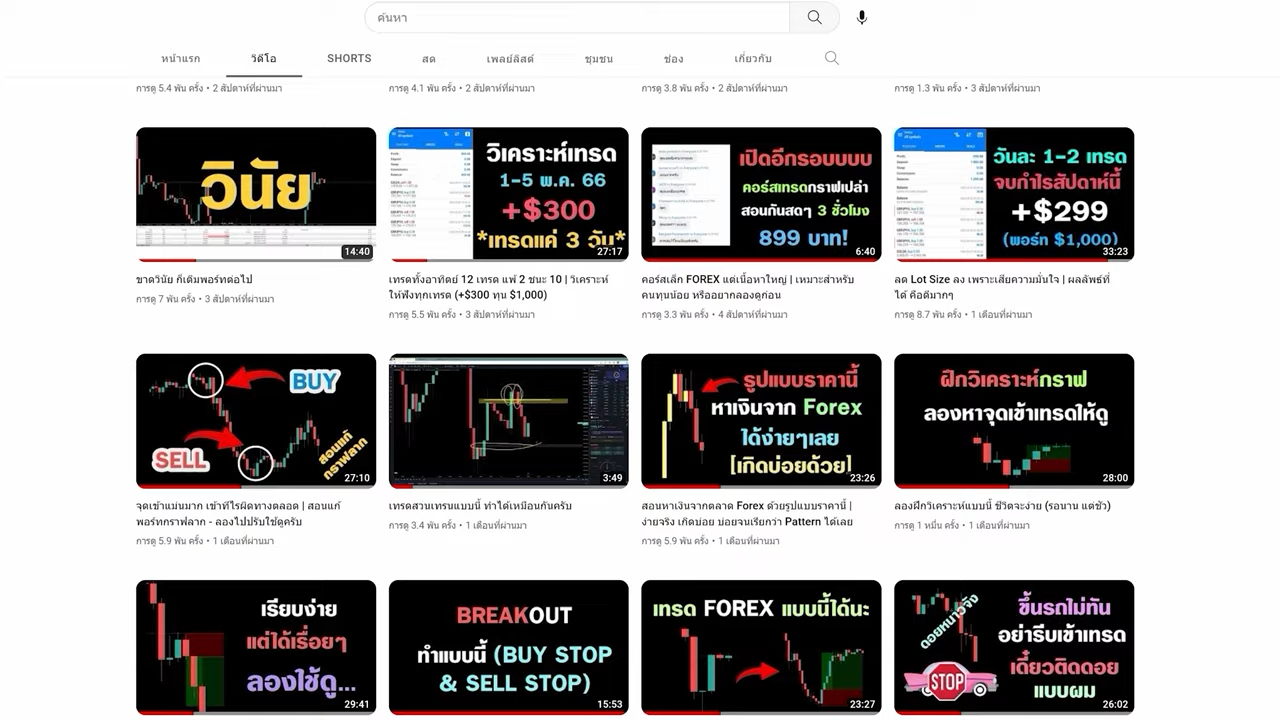 ค้นหา
หน้าแรก
วิดีโอ
SHORTS
สด
เพลย์ลิสต์
ชุมชน
ช่อง
เกี่ยวกับ
การดู 5.4 พัน ครั้ง • 2 สัปดาห์ที่ผ่านมา
การดู 4.1 พัน ครั้ง • 2 สัปดาห์ที่ผ่านมา
การดู 3.8 พัน ครั้ง • 2 สัปดาห์ที่ผ่านมา
การดู 1.3 พัน ครั้ง • 3 สัปดาห์ที่ผ่านมา
วินัย
14:40
ขาดวินัย ก็เดิมพอร์ทต่อไป
การดู 7 พัน ครั้ง • 3 สัปดาห์ที่ผ่านมา
วิเคราะห์เทรด
1-5 พ.ค. 66
+$300
*เทรดแค่ 3 วัน*
27:17
เทรดทั้งอาทิตย์ 12 เทรด แพ้ 2 ชนะ 10 | วิเคราะห์
ให้ฟังทุกเทรด (+$300 ทุน $1,000)
การดู 5.5 พัน ครั้ง • 3 สัปดาห์ที่ผ่านมา
เปิดอีกรอบบบบ
คอร์สเทรดกราฟเปล่า
สอนกันสดๆ 3 ชั่วโมง
899 บาท!
6:40
คอร์สเล็ก FOREX แต่เนื้อหาใหญ่ | เหมาะสำหรับ
คนทุนน้อย หรืออยากลองดูก่อน
การดู 3.3 พัน ครั้ง • 4 สัปดาห์ที่ผ่านมา
วันละ 1-2 เทรด
จบกำไรสัปดาห์นี้
+$299
(พอร์ท $1,000)
33:23
ลด Lot Size ลง เพราะเสียความมั่นใจ | ผลลัพธ์ที่
ได้ คือดีมากๆ
การดู 8.7 พัน ครั้ง • 1 เดือนที่ผ่านมา
BUY
SELL
สอนแก้
กราฟลาก
27:10
จุดเข้าแม่นมาก เข้าทีไรผิดทางตลอด | สอนแก้
พอร์ทกราฟลาก - ลองไปปรับใช้ดูครับ
การดู 5.9 พัน ครั้ง • 1 เดือนที่ผ่านมา
3:49
เทรดสวนเทรนแบบนี้ ทำได้เหมือนกันครับ
การดู 3.4 พัน ครั้ง • 1 เดือนที่ผ่านมา
รูปแบบราคานี้
หาเงินจาก Forex
ได้ง่ายๆเลย
[เกิดบ่อยด้วย]
23:26
สอนหาเงินจากตลาด Forex ด้วยรูปแบบราคานี้ |
ง่ายจริง เกิดบ่อย บ่อยจนเรียกว่า Pattern ได้เลย
การดู 5.9 พัน ครั้ง • 1 เดือนที่ผ่านมา
ฝึกวิเคราะห์กราฟ
ลองหาจุดเข้าเทรดให้ดู
28:00
ลองฝึกวิเคราะห์แบบนี้ ชีวิตจะง่าย (รอนาน แต่ชัว)
การดู 1 หมื่น ครั้ง • 1 เดือนที่ผ่านมา
เรียบง่าย
แต่ได้เรื่อยๆ
ลองใช้ดู...
29:41
BREAKOUT
ทำแบบนี้ (BUY STOP
& SELL STOP)
15:53
เทรด FOREX แบบนี้ได้นะ
23:27
ดอยหนาวจัง
STOP
ขึ้นรถไม่ทัน
อย่ารีบเข้าเทรด
เดี๋ยวติดดอย
แบบผม
26:02